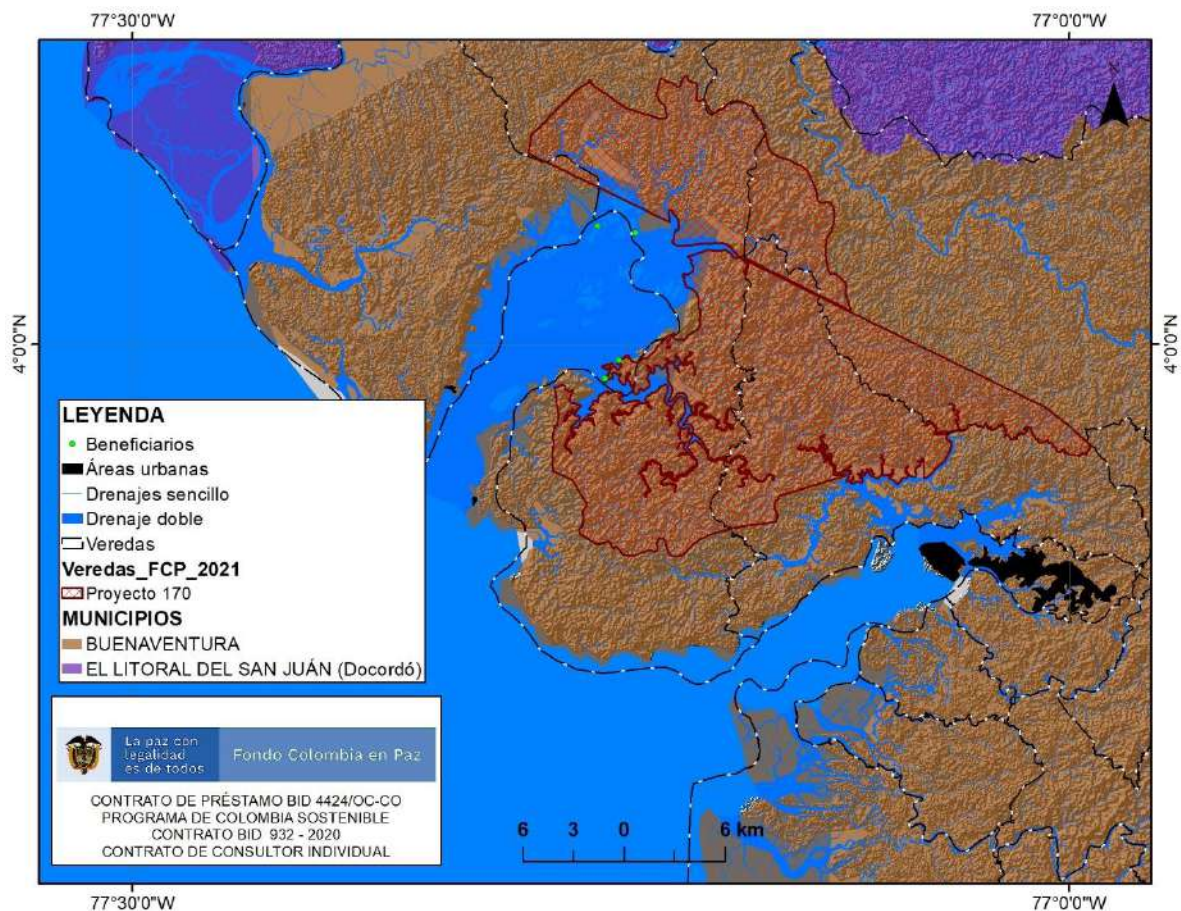 77°30'0"W
77°0'0"W
N
4°0'0"N
4°0'0"N
LEYENDA
Beneficiarios
Áreas urbanas
Drenajes sencillo
Drenaje doble
Veredas
Veredas_FCP_2021
Proyecto 170
MUNICIPIOS
BUENAVENTURA
EL LITORAL DEL SAN JUÁN (Docordó)
La paz con
legalidad
es de todos
Fondo Colombia en Paz
CONTRATO DE PRÉSTAMO BID 4424/OC-CO
PROGRAMA DE COLOMBIA SOSTENIBLE
CONTRATO BID 932 - 2020
CONTRATO DE CONSULTOR INDIVIDUAL
6 3 0 6 km
77°30'0"W
77°0'0"W